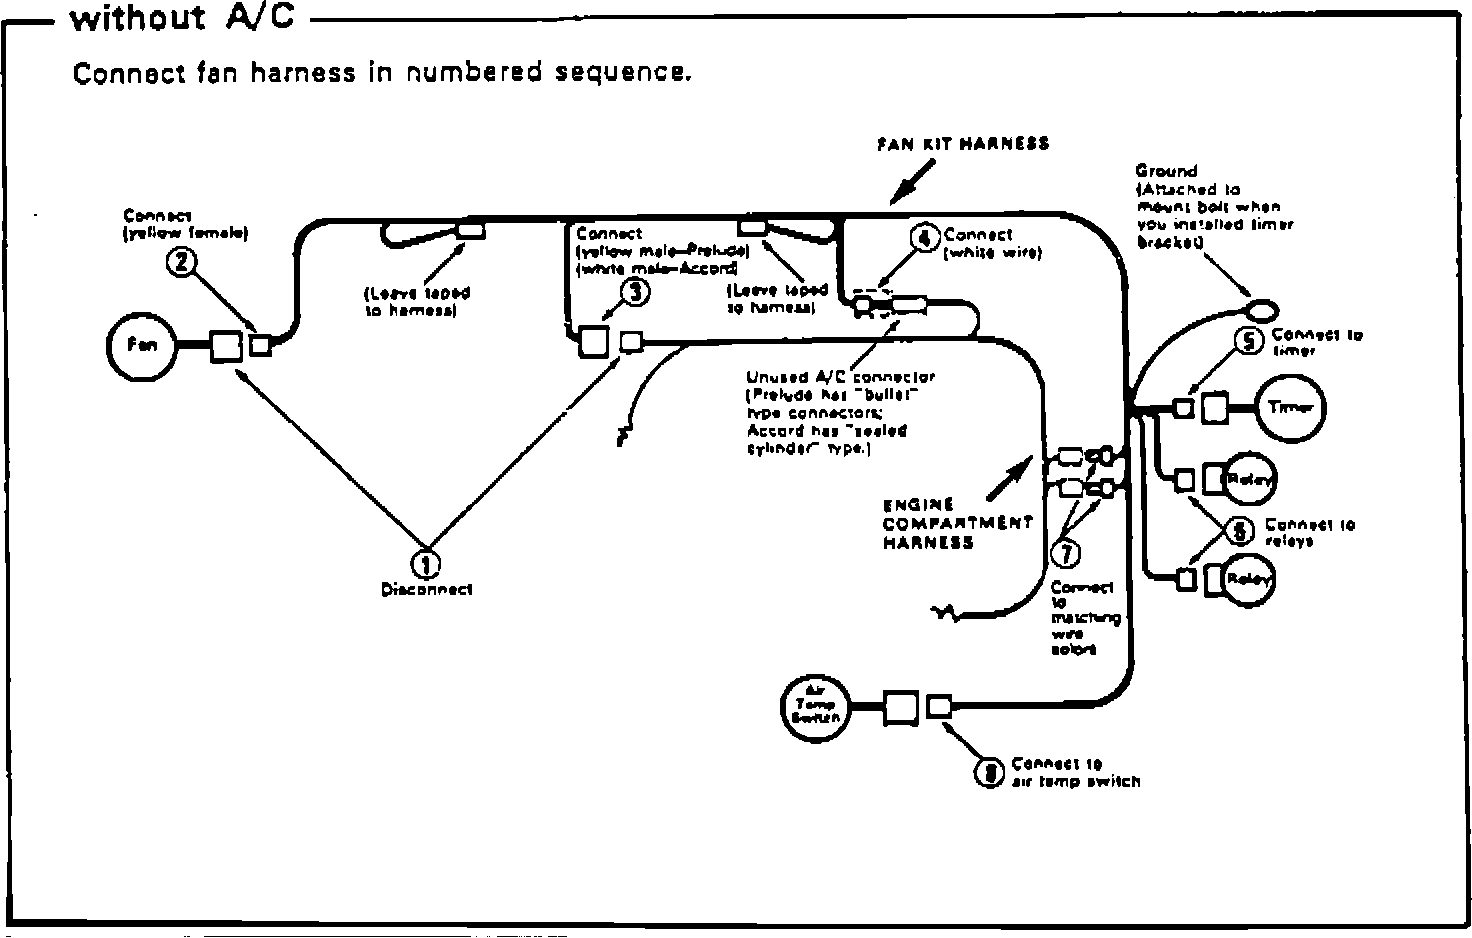 without A/C
Connect fan harness in numbered sequence.
FAN KIT HARNESS
Ground
(Attached to
mount bolt when
you installed timer
bracket)
Connect
(yellow female)
2
Connect
(yellow male–Prelude)
(white male–Accord)
3
4
Connect
(white wire)
(Leave taped
to harness)
(Leave taped
to harness)
Fan
5
Connect to
timer
Unused A/C connector
(Prelude has "bullet"
type connectors;
Accord has "sealed
cylinder" type.)
Timer
Relay
ENGINE
COMPARTMENT
HARNESS
6
Connect to
relays
7
Connect
to
matching
wire
colors
1
Disconnect
Relay
Air
Temp
Switch
8
Connect to
air temp switch